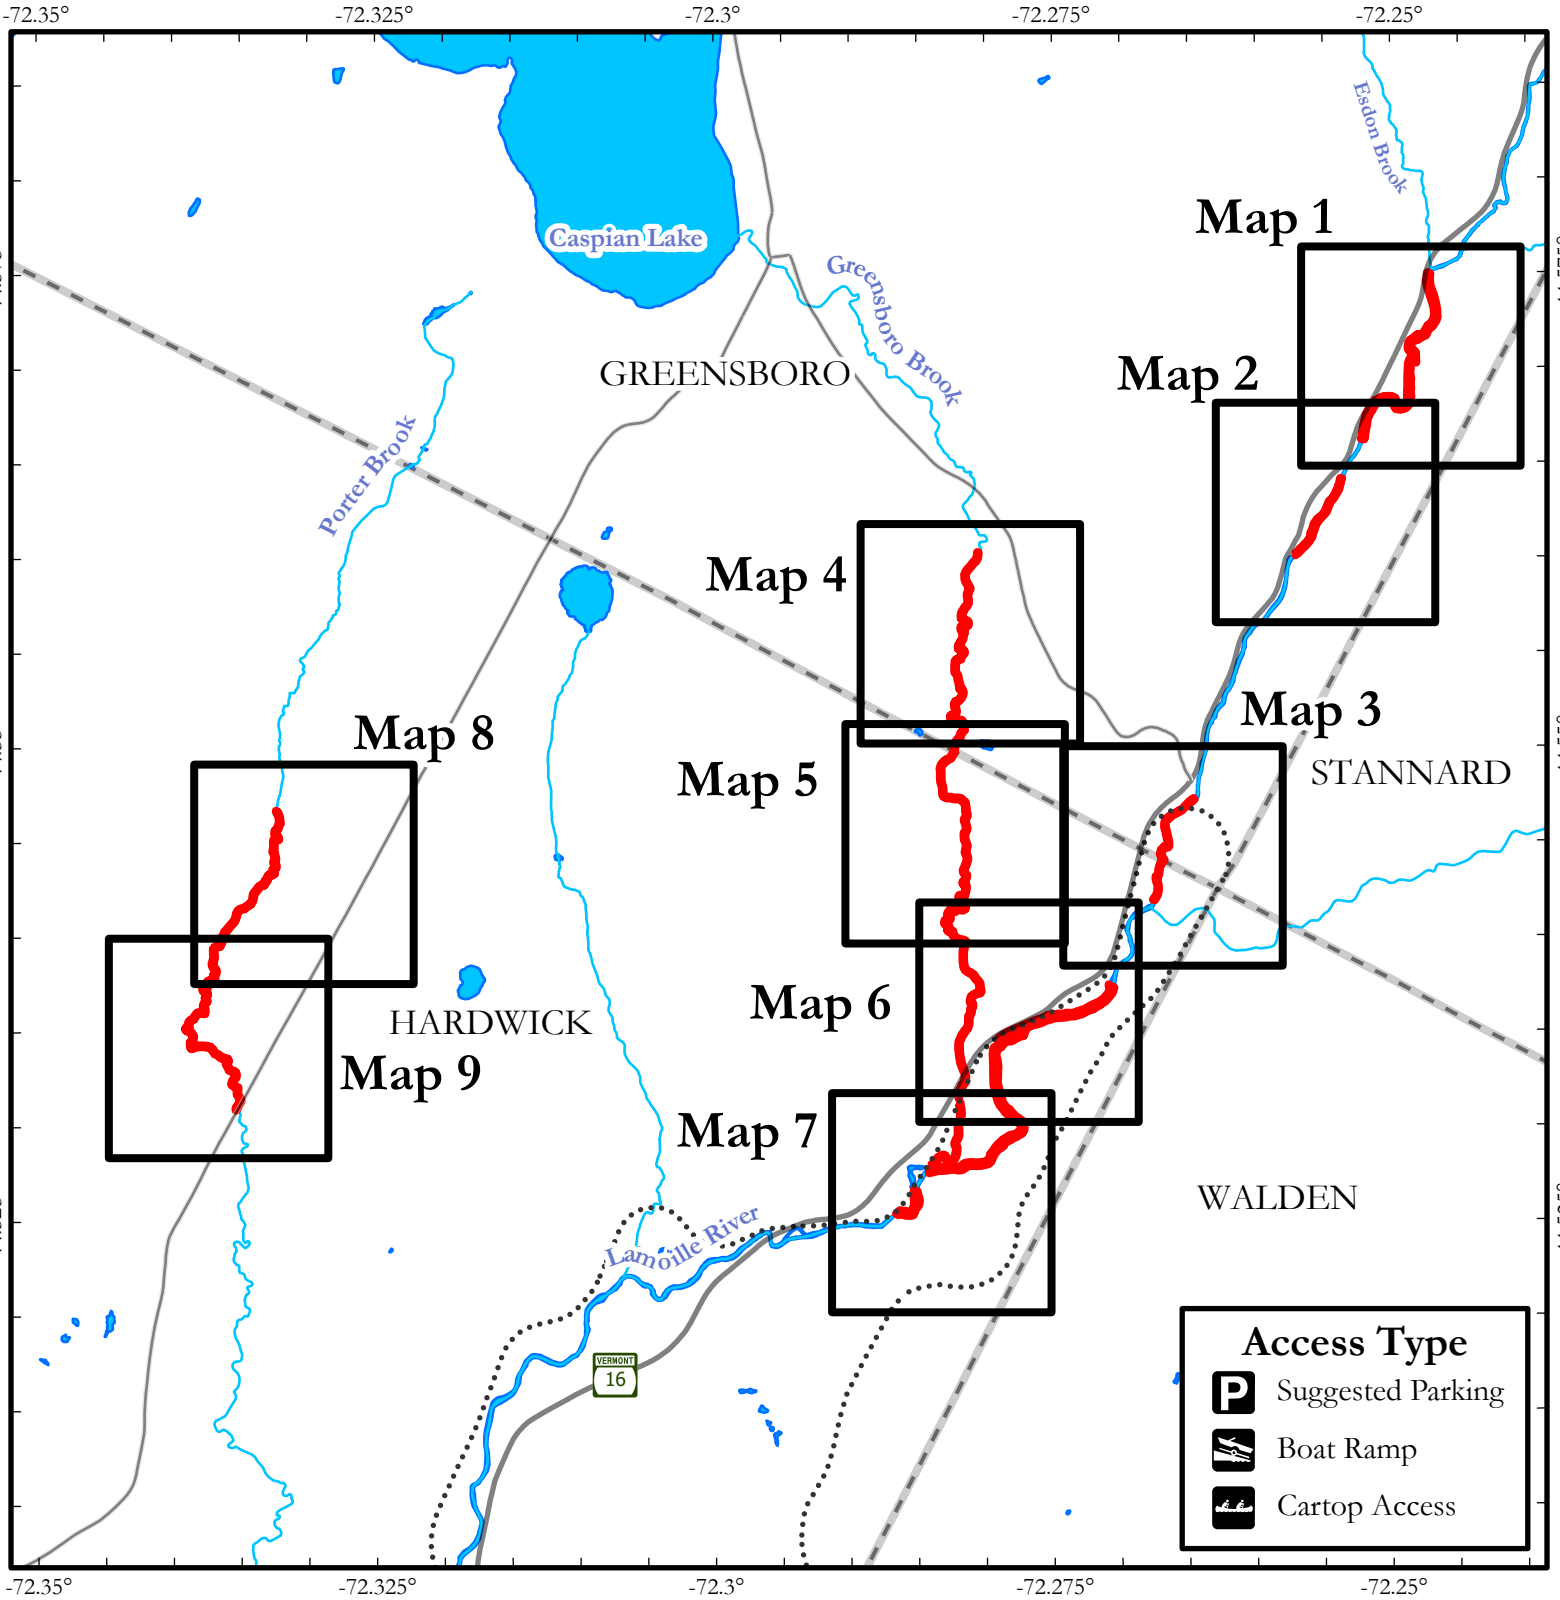 -72.35°
-72.325°
-72.3°
-72.275°
-72.25°
Esdon Brook
Map 1
Caspian Lake
Greensboro Brook
GREENSBORO
Map 2
Porter Brook
Map 4
Map 3
Map 8
Map 5
STANNARD
Map 6
HARDWICK
Map 9
Map 7
WALDEN
Lamoille River
VERMONT
16
Access Type
P
Suggested Parking
Boat Ramp
Cartop Access
-72.35°
-72.325°
-72.3°
-72.275°
-72.25°